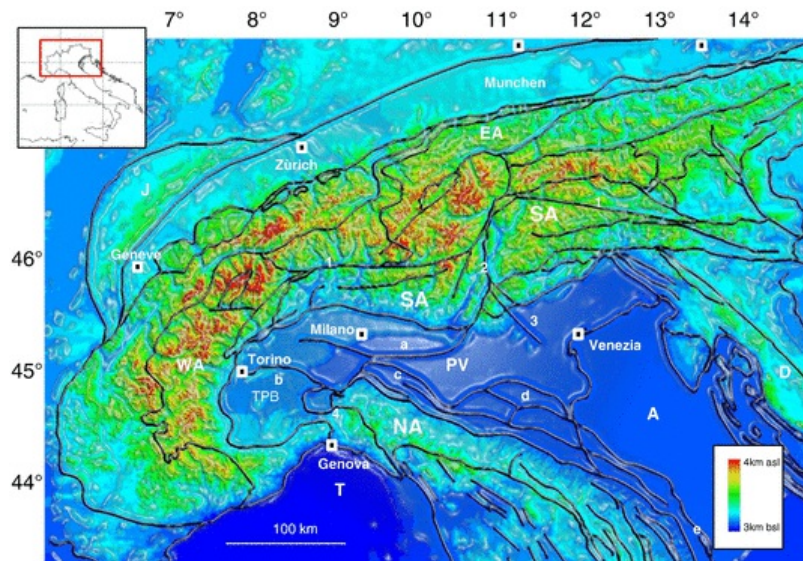 7° 8° 9° 10° 11° 12° 13° 14°
Munchen
EA
Zùrich
J
SA
1
46°
Genève
1
2
SA
3
Milano
Venezia
a
45°
Torino
WA
b
PV
D
TPB
c
d
A
4
NA
44°
Genova
4km asl
T
100 km
3km bsl
e